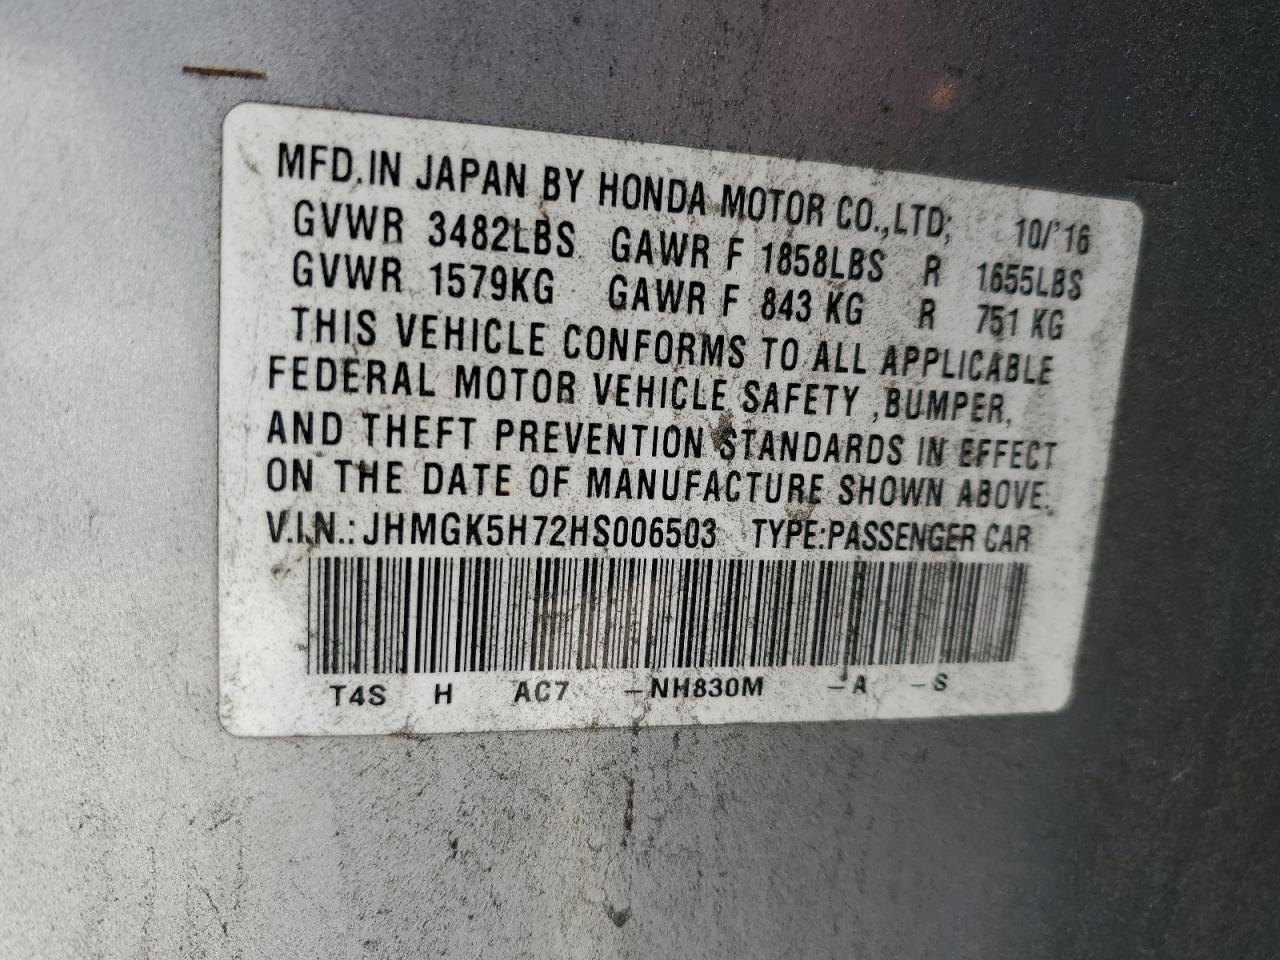 MFD.IN JAPAN BY HONDA MOTOR CO.,LTD; 10/'16
GVWR 3482LBS GAWR F 1858LBS R 1655LBS
GVWR 1579KG GAWR F 843 KG R 751 KG
THIS VEHICLE CONFORMS TO ALL APPLICABLE
FEDERAL MOTOR VEHICLE SAFETY ,BUMPER,
AND THEFT PREVENTION STANDARDS IN EFFECT
ON THE DATE OF MANUFACTURE SHOWN ABOVE.
V.I.N.: JHMGK5H72HS006503 TYPE:PASSENGER CAR
T4S H AC7 -NH830M -A -S